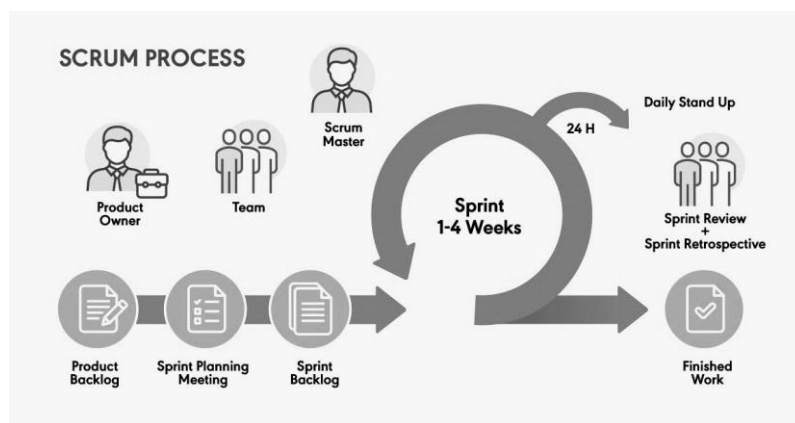 SCRUM PROCESS
Scrum
Master
Product
Owner
Team
Daily Stand Up
24 H
Sprint
1-4 Weeks
Sprint Review
+
Sprint Retrospective
Product
Backlog
Sprint Planning
Meeting
Sprint
Backlog
Finished
Work